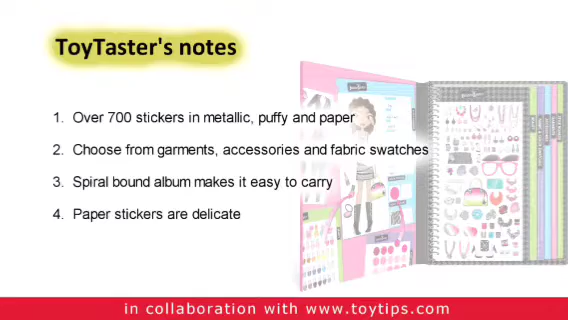 ToyTaster's notes
1. Over 700 stickers in metallic, puffy and paper
2. Choose from garments, accessories and fabric swatches
3. Spiral bound album makes it easy to carry
4. Paper stickers are delicate
in collaboration with www.toytips.com